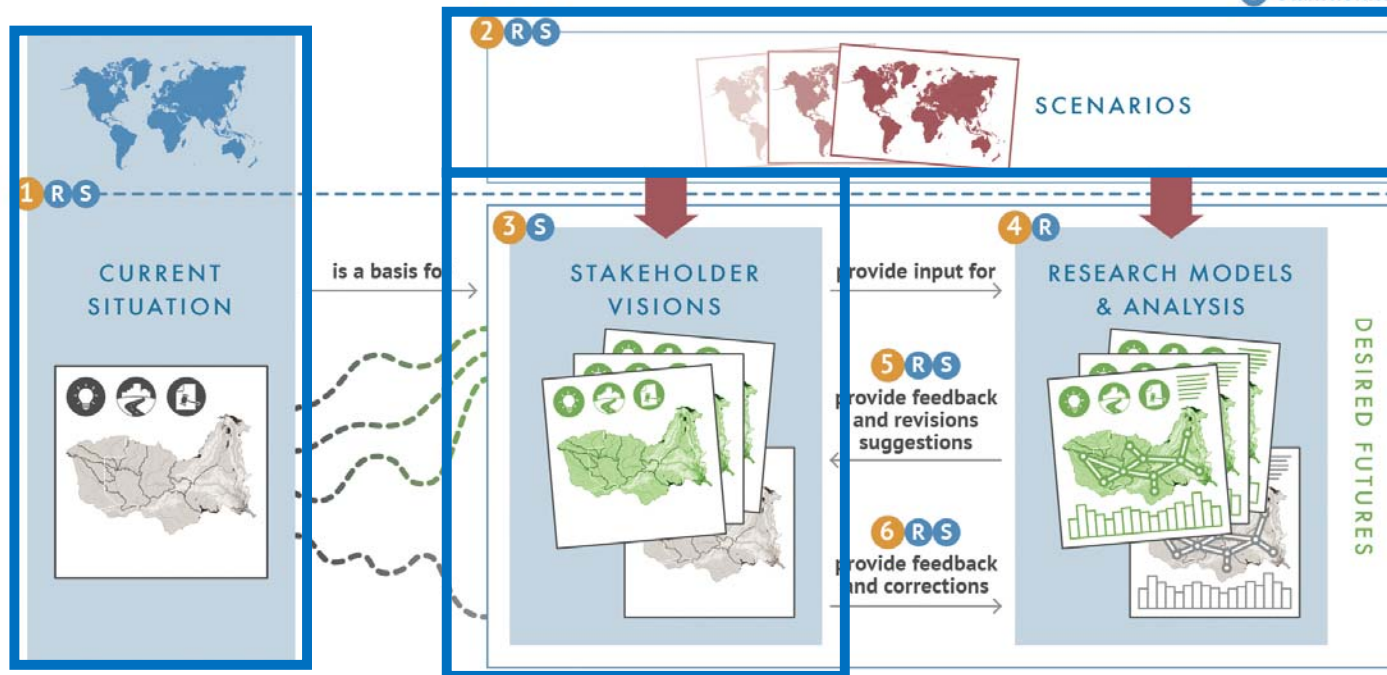 2 R S
SCENARIOS
1 R S
CURRENT
SITUATION
is a basis fo
3 S
STAKEHOLDER
VISIONS
provide input for
4 R
RESEARCH MODELS
& ANALYSIS
5 R S
provide feedback
and revisions
suggestions
6 R S
provide feedback
and corrections
DESIRED FUTURES